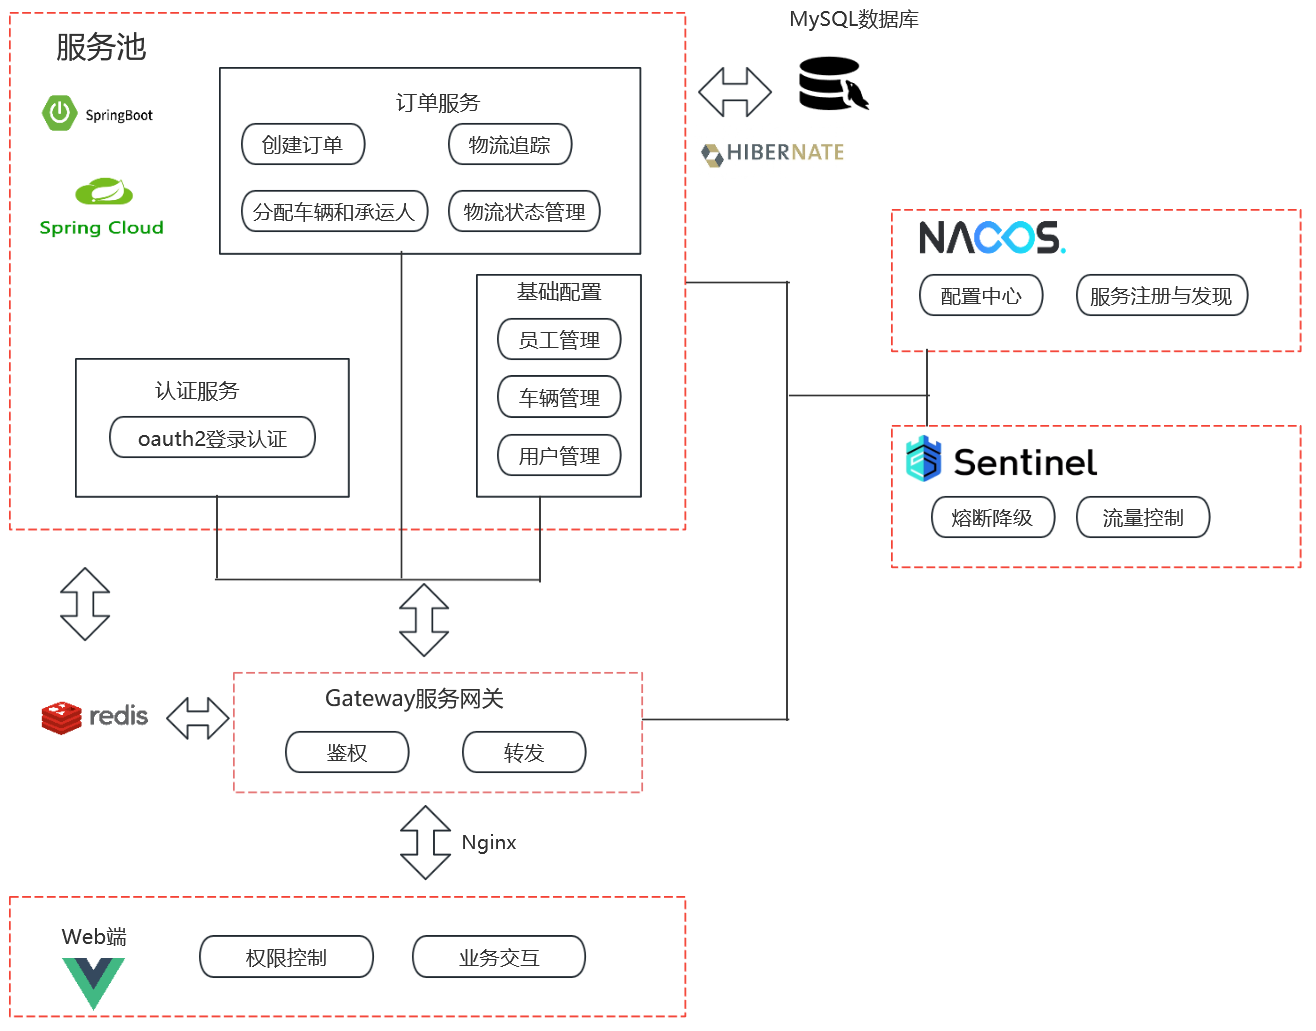 MySQL数据库
服务池
SpringBoot
Spring Cloud
订单服务
创建订单
物流追踪
分配车辆和承运人
物流状态管理
HIBERNATE
NACOS.
配置中心
服务注册与发现
基础配置
员工管理
车辆管理
用户管理
认证服务
oauth2登录认证
Sentinel
熔断降级
流量控制
redis
Gateway服务网关
鉴权
转发
Nginx
Web端
权限控制
业务交互